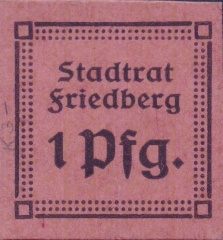 Stadtrat
Friedberg
1 Pfg.